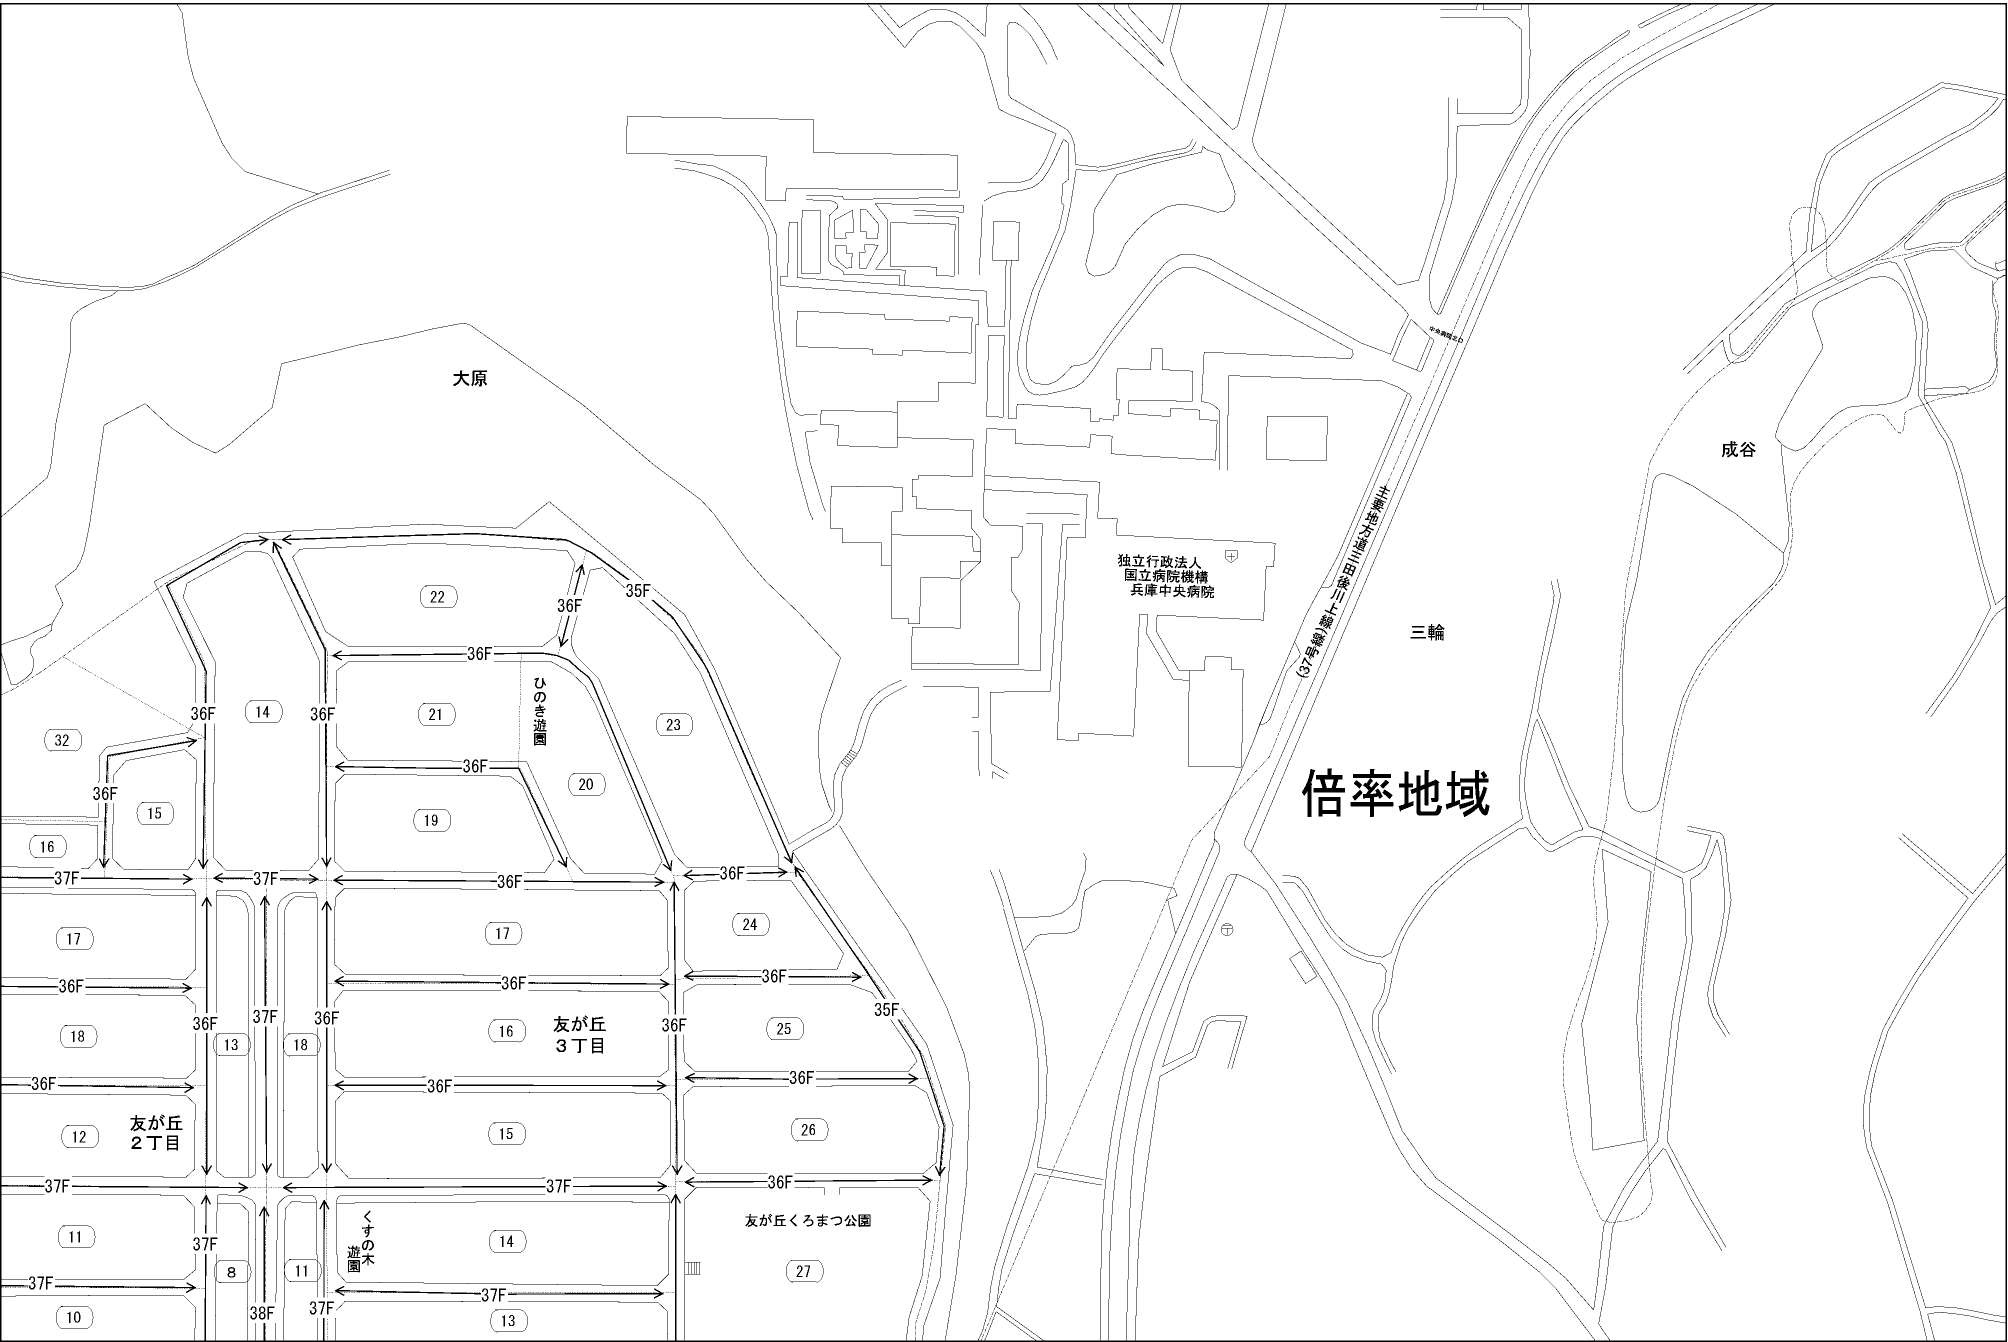 中央病院北口
大原
成谷
主要地方道三田後川上線(37号線)
独立行政法人
国立病院機構
兵庫中央病院
三輪
倍率地域
35F
22
36F
36F
36F
14
36F
21
ひのき遊園
23
32
36F
36F
20
15
19
16
37F
37F
36F
36F
17
17
24
36F
36F
36F
35F
36F
37F
36F
36F
18
13
18
16
友が丘
3丁目
25
36F
36F
36F
12
友が丘
2丁目
15
26
37F
37F
36F
友が丘くろまつ公園
11
37F
くすの木
遊園
14
8
11
27
37F
37F
38F
37F
10
13